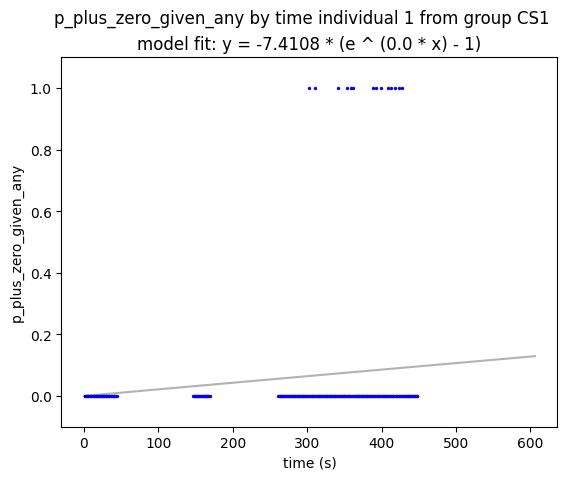 p_plus_zero_given_any by time individual 1 from group CS1
model fit: y = -7.4108 * (e ^ (0.0 * x) - 1)
p_plus_zero_given_any
1.0
0.8
0.6
0.4
0.2
0.0
0 100 200 300 400 500 600
time (s)